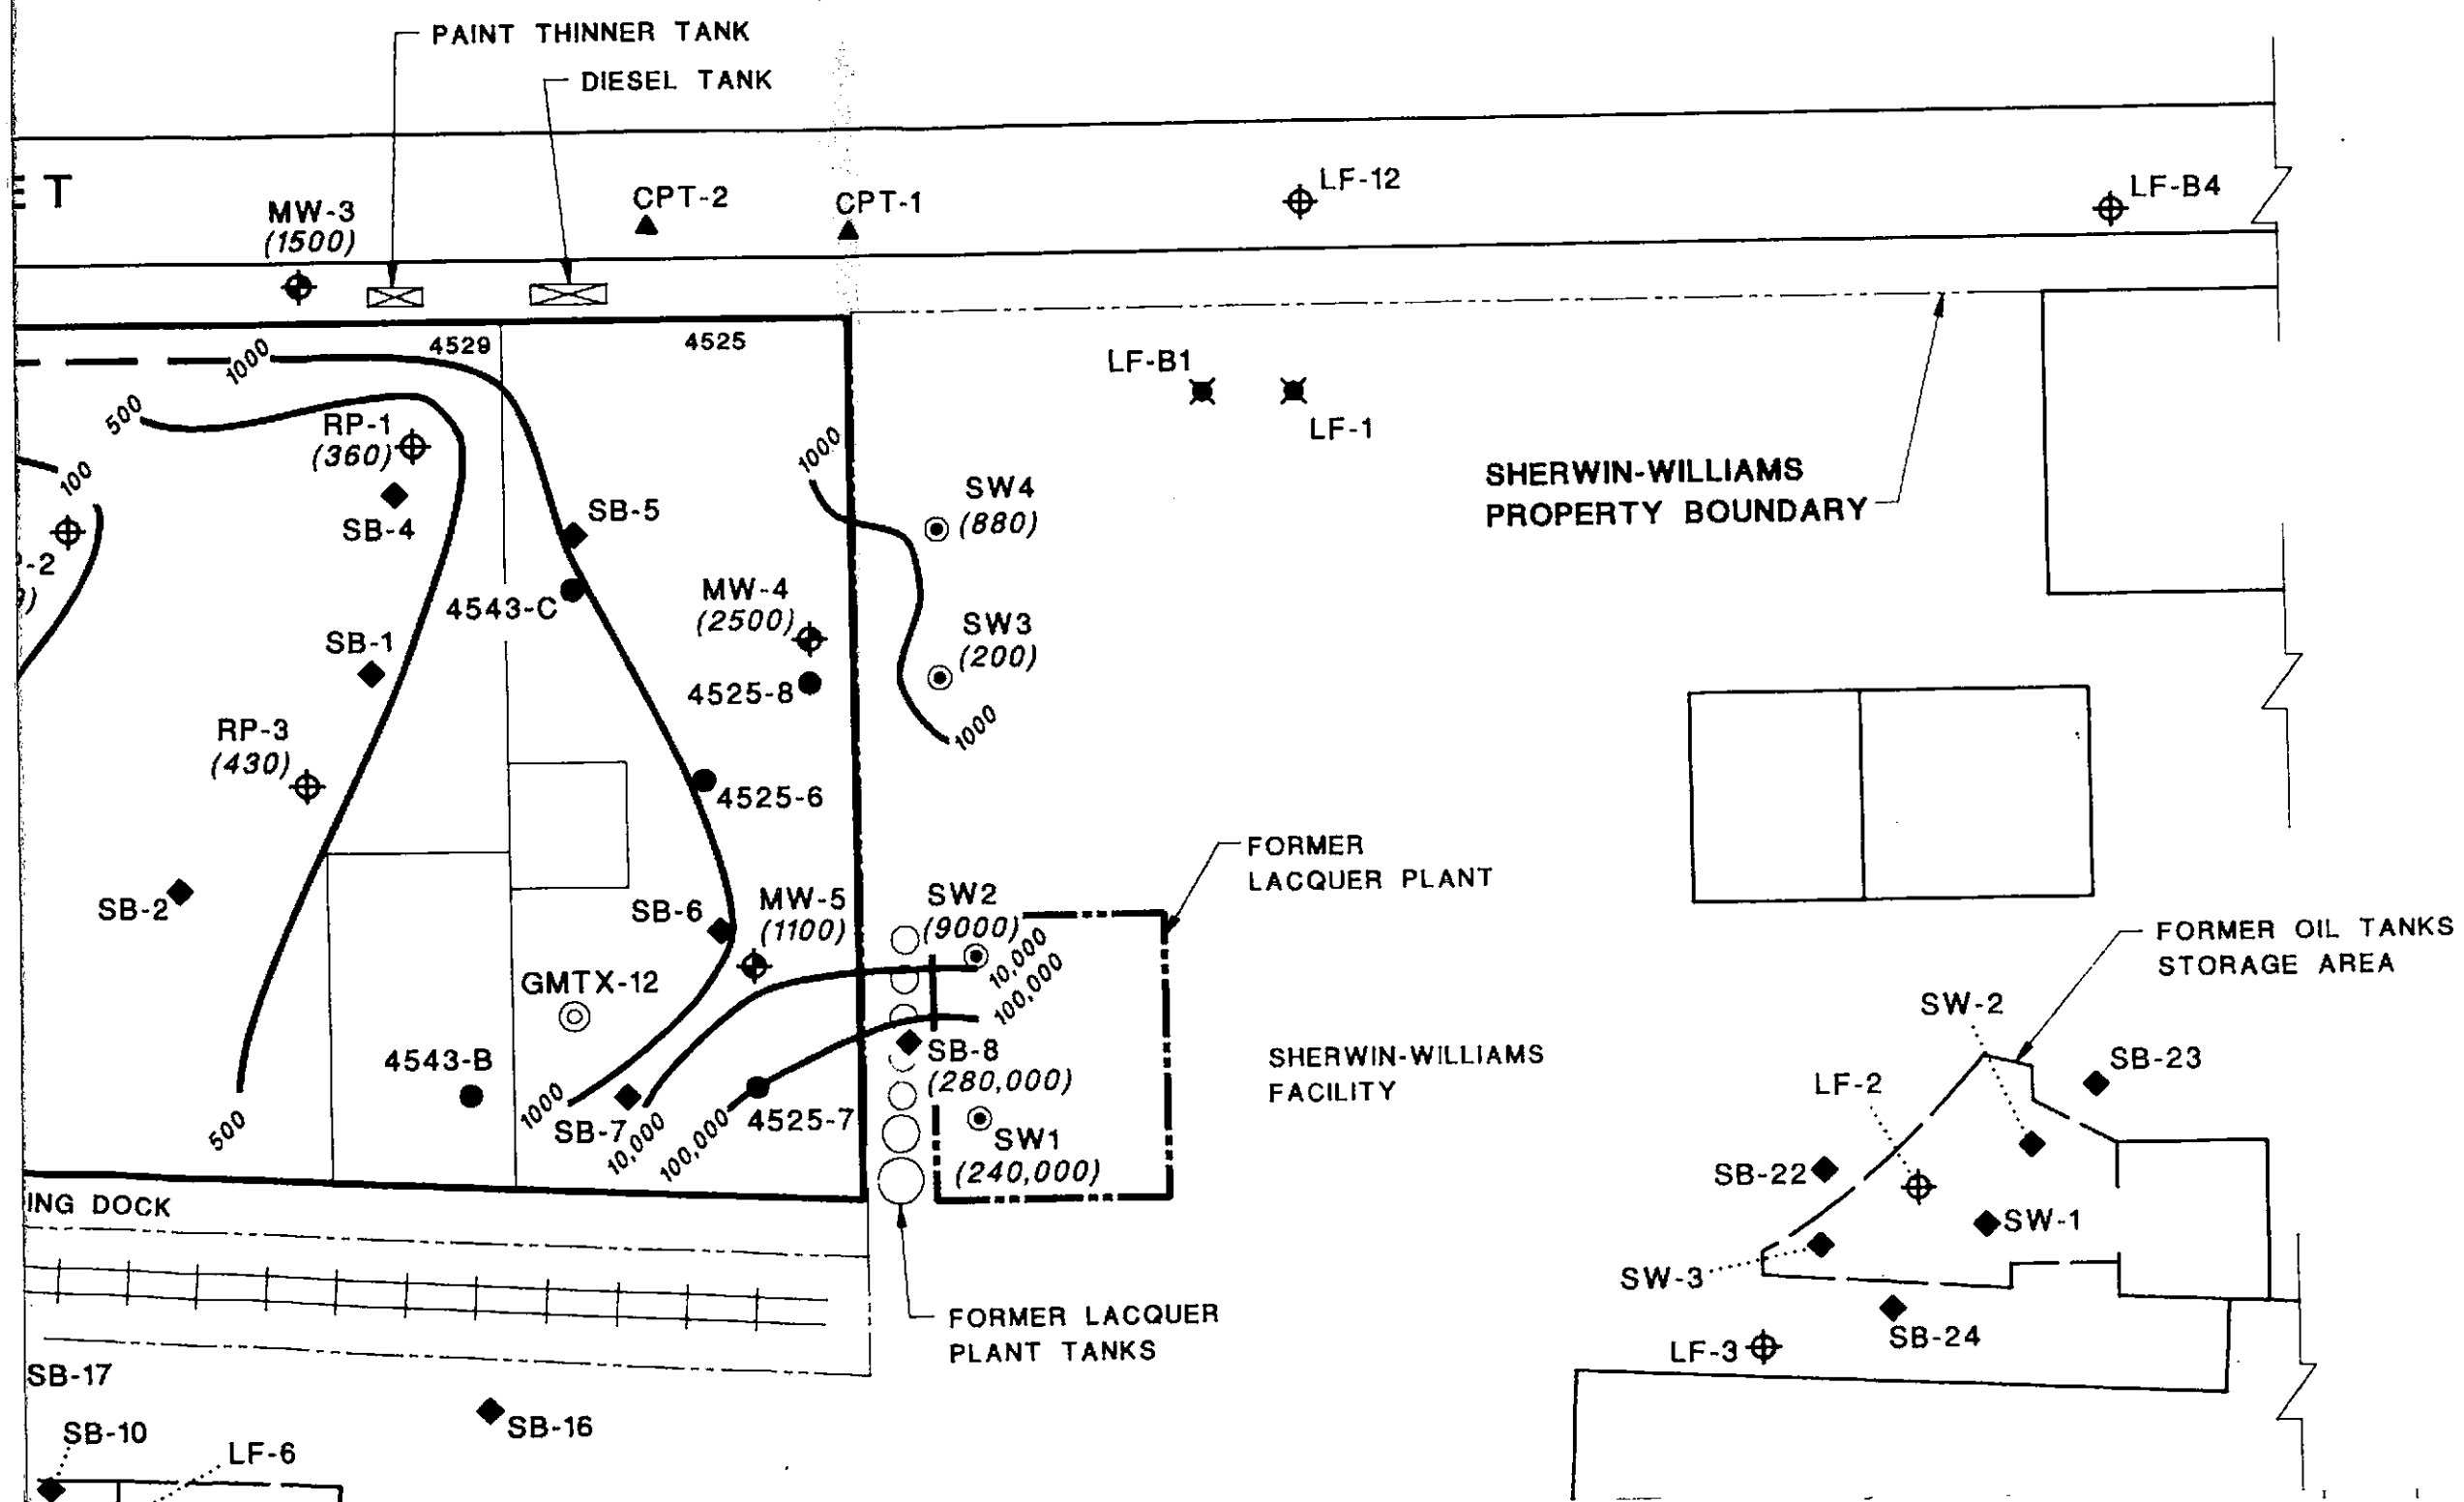 PAINT THINNER TANK
DIESEL TANK
ET
MW-3
(1500)
CPT-2
CPT-1
LF-12
LF-B4
4529
4525
1000
500
RP-1
(360)
100
SB-4
SB-5
-2
4543-C
SB-1
RP-3
(430)
SB-2
MW-4
(2500)
4525-8
4525-6
1000
SW4
(880)
SW3
(200)
1000
LF-B1
LF-1
SHERWIN-WILLIAMS
PROPERTY BOUNDARY
FORMER
LACQUER PLANT
SB-6
MW-5
(1100)
SW2
(9000)
10,000
100,000
GMTX-12
4543-B
500
1000
SB-7
10,000
100,000
4525-7
SB-8
(280,000)
SW1
(240,000)
SHERWIN-WILLIAMS
FACILITY
FORMER OIL TANKS
STORAGE AREA
SW-2
SB-23
LF-2
SB-22
SW-1
SW-3
SB-24
LF-3
ING DOCK
FORMER LACQUER
PLANT TANKS
SB-17
SB-16
SB-10
LF-6